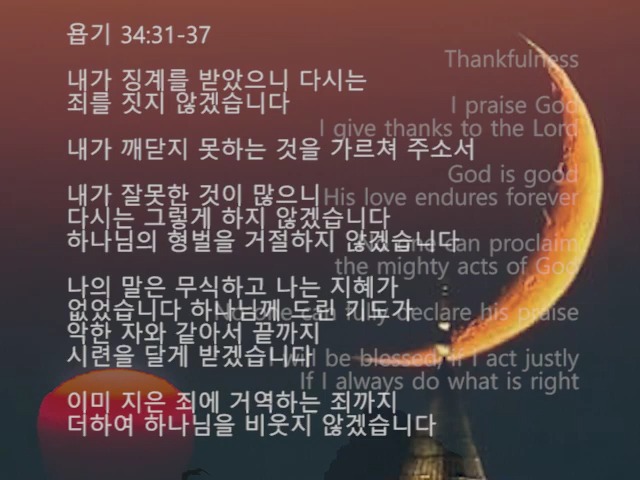 욥기 34:31-37
내가 징계를 받았으니 다시는
죄를 짓지 않겠습니다
내가 깨닫지 못하는 것을 가르쳐 주소서
내가 잘못한 것이 많으니
다시는 그렇게 하지 않겠습니다
하나님의 형벌을 거절하지 않겠습니다
나의 말은 무식하고 나는 지혜가
없었습니다 하나님께 드린 기도가
악한 자와 같아서 끝까지
시련을 달게 받겠습니다
이미 지은 죄에 거역하는 죄까지
더하여 하나님을 비웃지 않겠습니다
Thankfulness
I praise God
I give thanks to the Lord
God is good
His love endures forever
can proclaim
the mighty acts of God
No one can fully declare his praise
I will be blessed, if I act justly
If I always do what is right